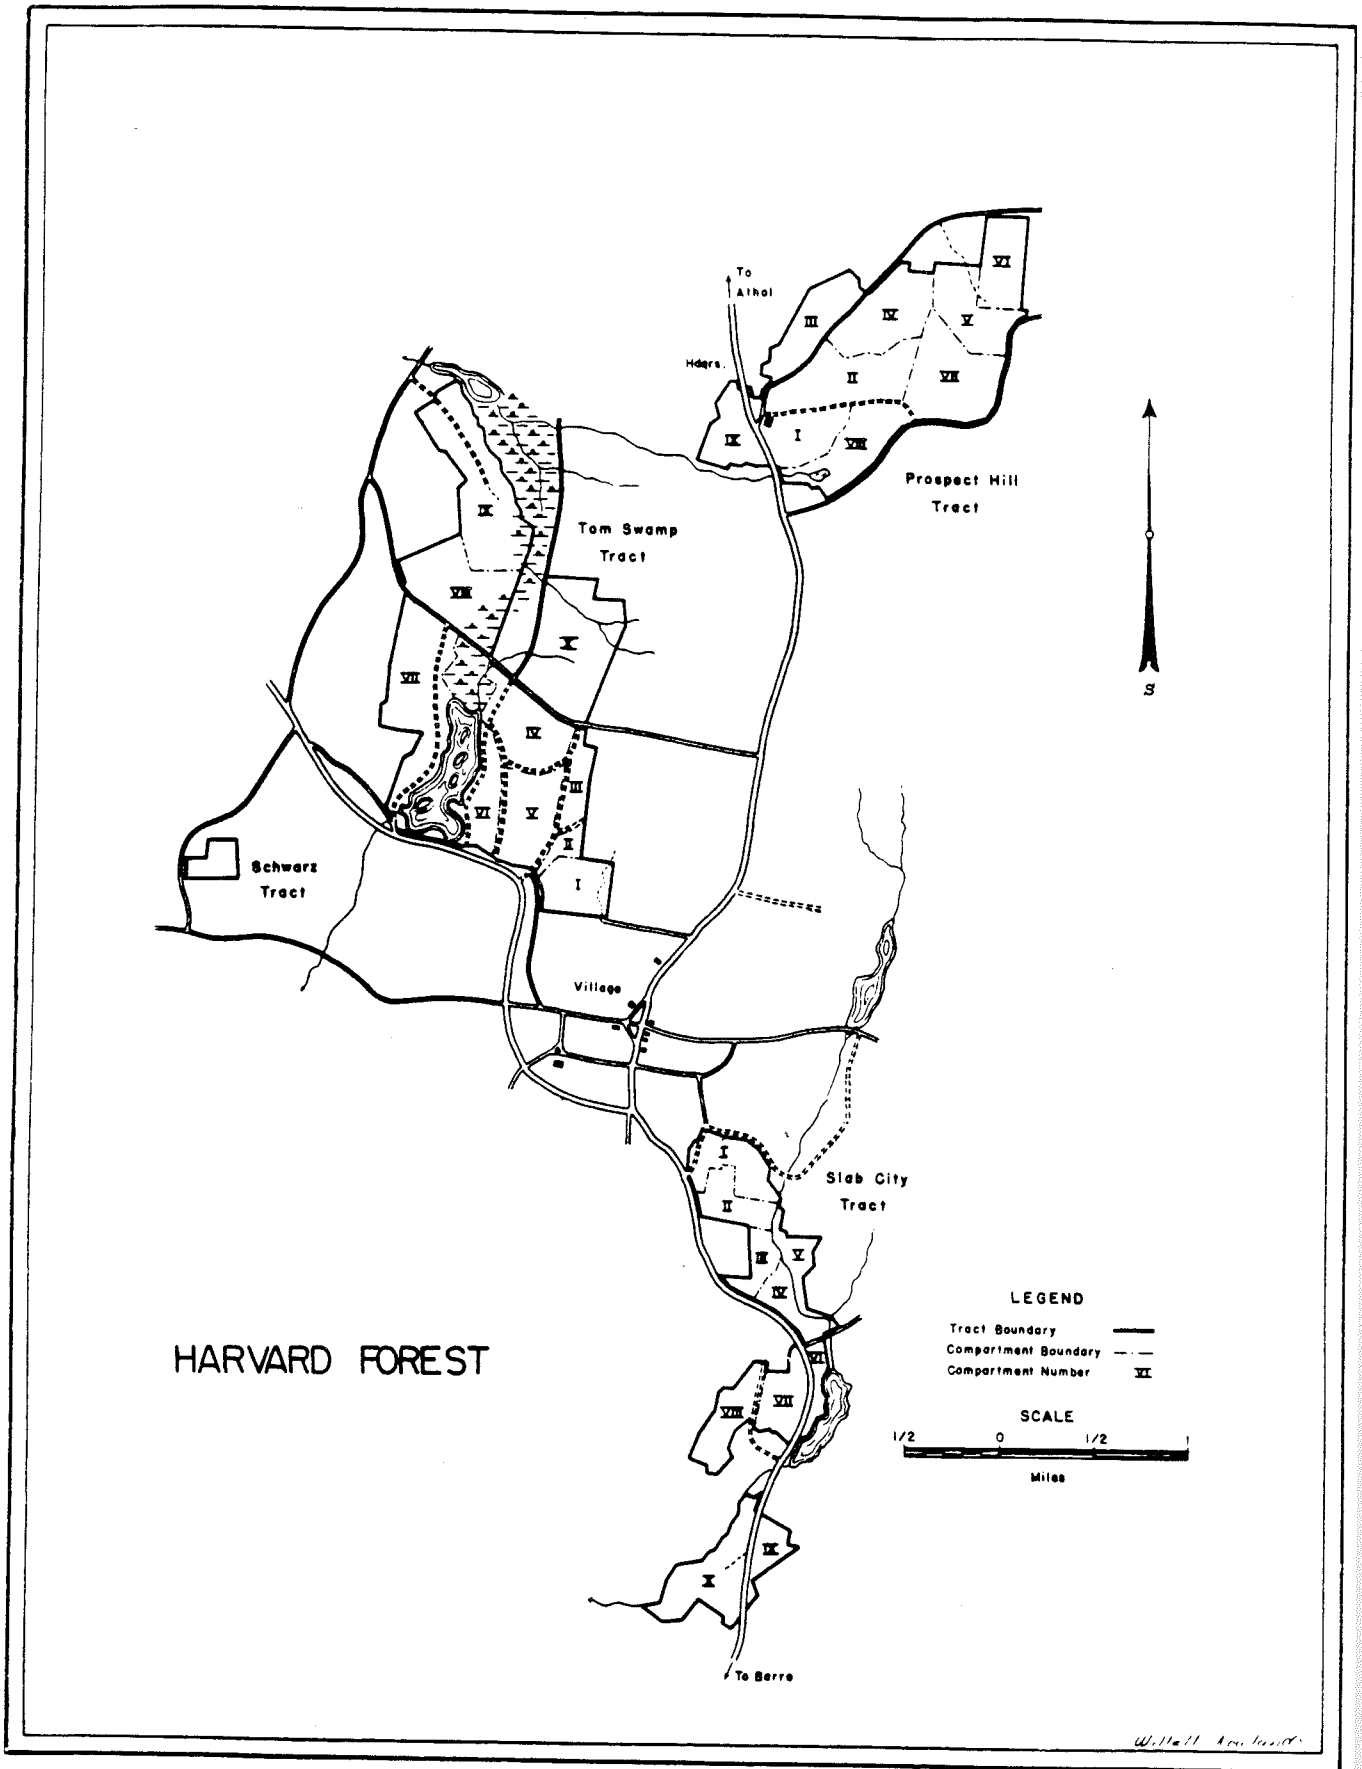 To
Athol
VI
III
IV
V
Hdqrs.
II
VII
IX
I
VIII
Prospect Hill
Tract
IX
Tom Swamp
Tract
VIII
X
VII
S
IV
III
VI
V
II
Schwarz
Tract
I
Village
I
Slab City
Tract
II
III
V
IV
HARVARD FOREST
LEGEND
Tract Boundary
Compartment Boundary
Compartment Number VI
VI
VII
VIII
SCALE
1/2 0 1/2 1
Miles
IX
X
To Barre